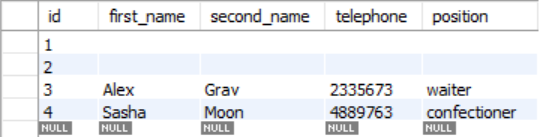 id first_name second_name telephone position
1
2
3 Alex Grav 2335673 waiter
4 Sasha Moon 4889763 confectioner
NULL NULL NULL NULL NULL